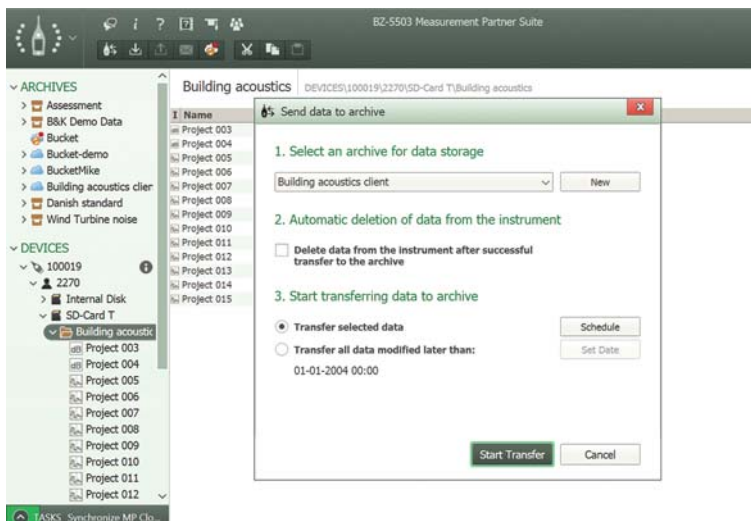 BZ-5503 Measurement Partner Suite
ARCHIVES
Assessment
B&K Demo Data
Bucket
Bucket-demo
BucketMike
Building acoustics clier
Danish standard
Wind Turbine noise
DEVICES
100019
2270
Internal Disk
SD-Card T
Building acoustic
Project 003
Project 004
Project 005
Project 006
Project 007
Project 008
Project 009
Project 010
Project 011
Project 012
TASKS Synchronize MP Clo...
Building acoustics DEVICES\100019\2270\SD-Card T\Building acoustics
I Name
Project 003
Project 004
Project 005
Project 006
Project 007
Project 008
Project 009
Project 010
Project 011
Project 012
Project 013
Project 014
Project 015
Send data to archive
1. Select an archive for data storage
Building acoustics client New
2. Automatic deletion of data from the instrument
Delete data from the instrument after successful
transfer to the archive
3. Start transferring data to archive
Transfer selected data Schedule
Transfer all data modified later than: Set Date
01-01-2004 00:00
Start Transfer Cancel